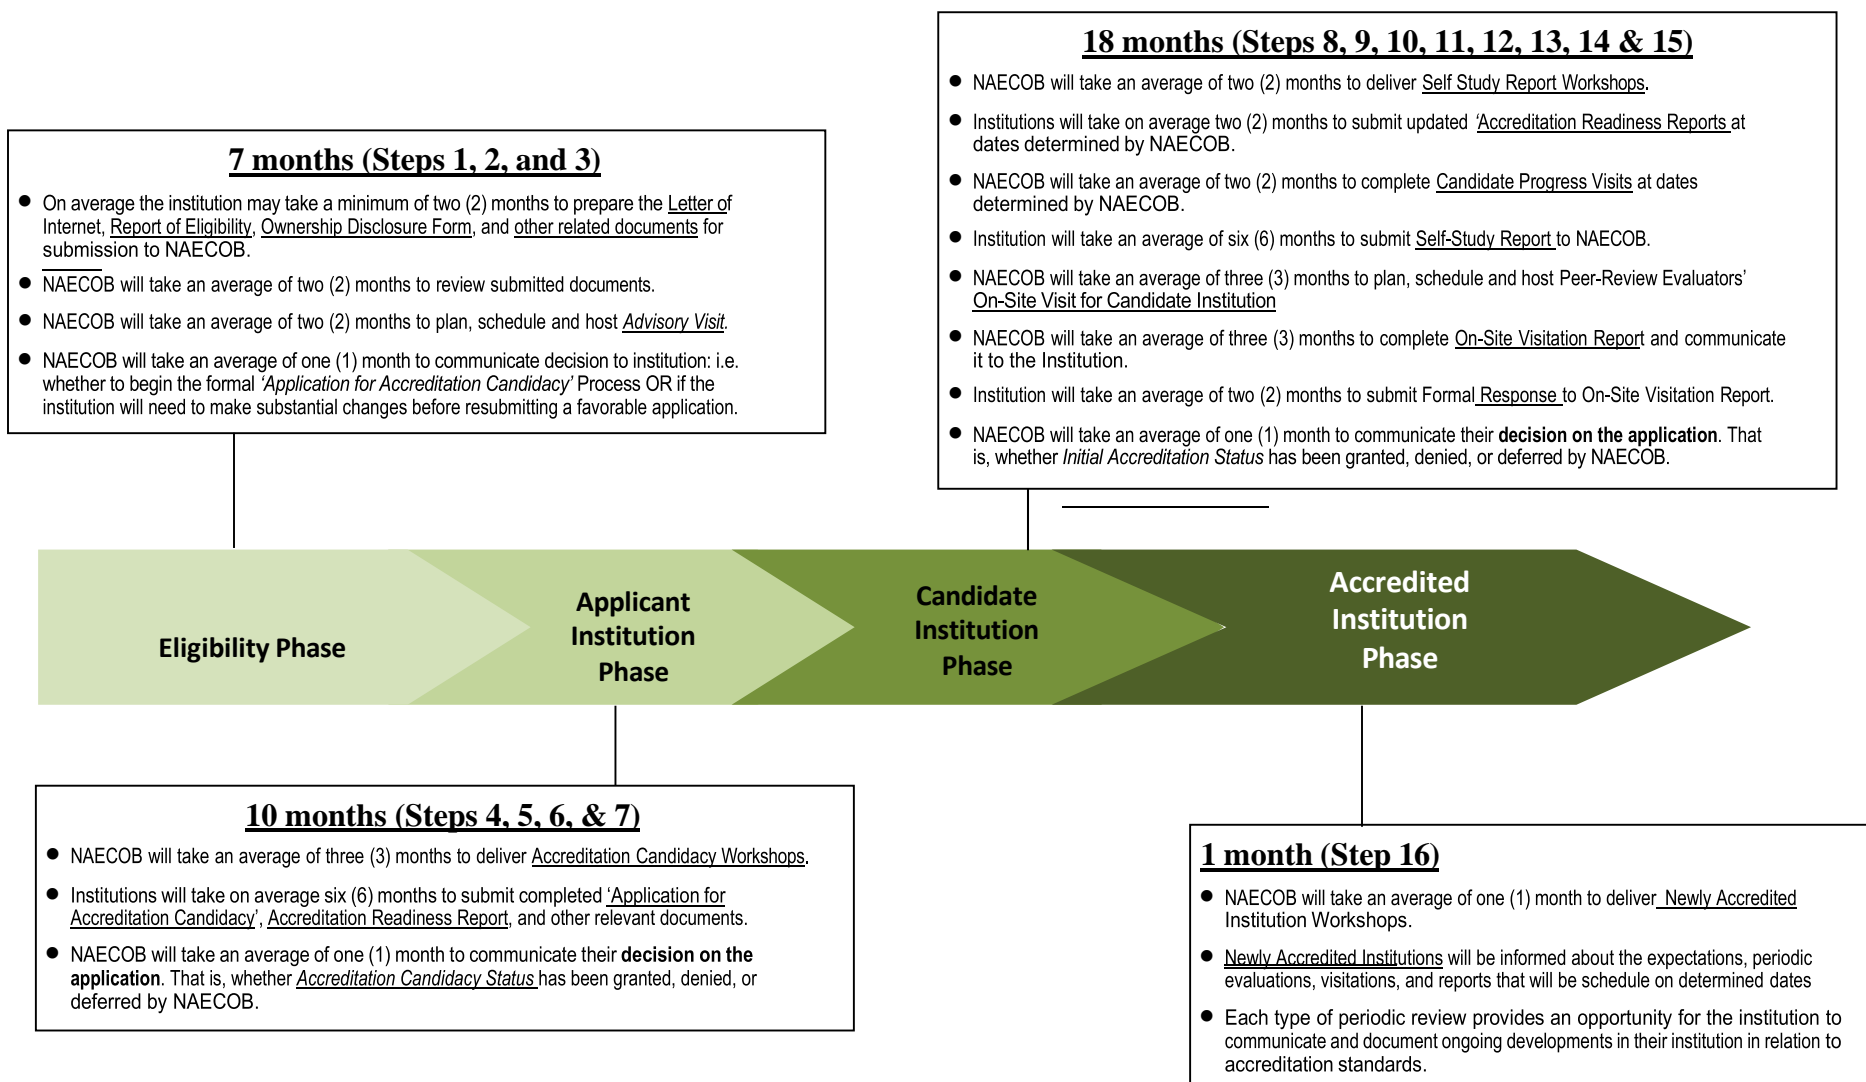 18 months (Steps 8, 9, 10, 11, 12, 13, 14 & 15)
● NAECOB will take an average of two (2) months to deliver Self Study Report Workshops.
● Institutions will take on average two (2) months to submit updated ‘Accreditation Readiness Reports at
dates determined by NAECOB.
● NAECOB will take an average of two (2) months to complete Candidate Progress Visits at dates
determined by NAECOB.
● Institution will take an average of six (6) months to submit Self-Study Report to NAECOB.
● NAECOB will take an average of three (3) months to plan, schedule and host Peer-Review Evaluators’
On-Site Visit for Candidate Institution
● NAECOB will take an average of three (3) months to complete On-Site Visitation Report and communicate
it to the Institution.
● Institution will take an average of two (2) months to submit Formal Response to On-Site Visitation Report.
● NAECOB will take an average of one (1) month to communicate their decision on the application. That
is, whether Initial Accreditation Status has been granted, denied, or deferred by NAECOB.
7 months (Steps 1, 2, and 3)
● On average the institution may take a minimum of two (2) months to prepare the Letter of
Internet, Report of Eligibility, Ownership Disclosure Form, and other related documents for
submission to NAECOB.
● NAECOB will take an average of two (2) months to review submitted documents.
● NAECOB will take an average of two (2) months to plan, schedule and host Advisory Visit.
● NAECOB will take an average of one (1) month to communicate decision to institution: i.e.
whether to begin the formal ‘Application for Accreditation Candidacy’ Process OR if the
institution will need to make substantial changes before resubmitting a favorable application.
Eligibility Phase
Applicant
Institution
Phase
Candidate
Institution
Phase
Accredited
Institution
Phase
10 months (Steps 4, 5, 6, & 7)
● NAECOB will take an average of three (3) months to deliver Accreditation Candidacy Workshops.
● Institutions will take on average six (6) months to submit completed ‘Application for
Accreditation Candidacy’, Accreditation Readiness Report, and other relevant documents.
● NAECOB will take an average of one (1) month to communicate their decision on the
application. That is, whether Accreditation Candidacy Status has been granted, denied, or
deferred by NAECOB.
1 month (Step 16)
● NAECOB will take an average of one (1) month to deliver Newly Accredited
Institution Workshops.
● Newly Accredited Institutions will be informed about the expectations, periodic
evaluations, visitations, and reports that will be schedule on determined dates
● Each type of periodic review provides an opportunity for the institution to
communicate and document ongoing developments in their institution in relation to
accreditation standards.